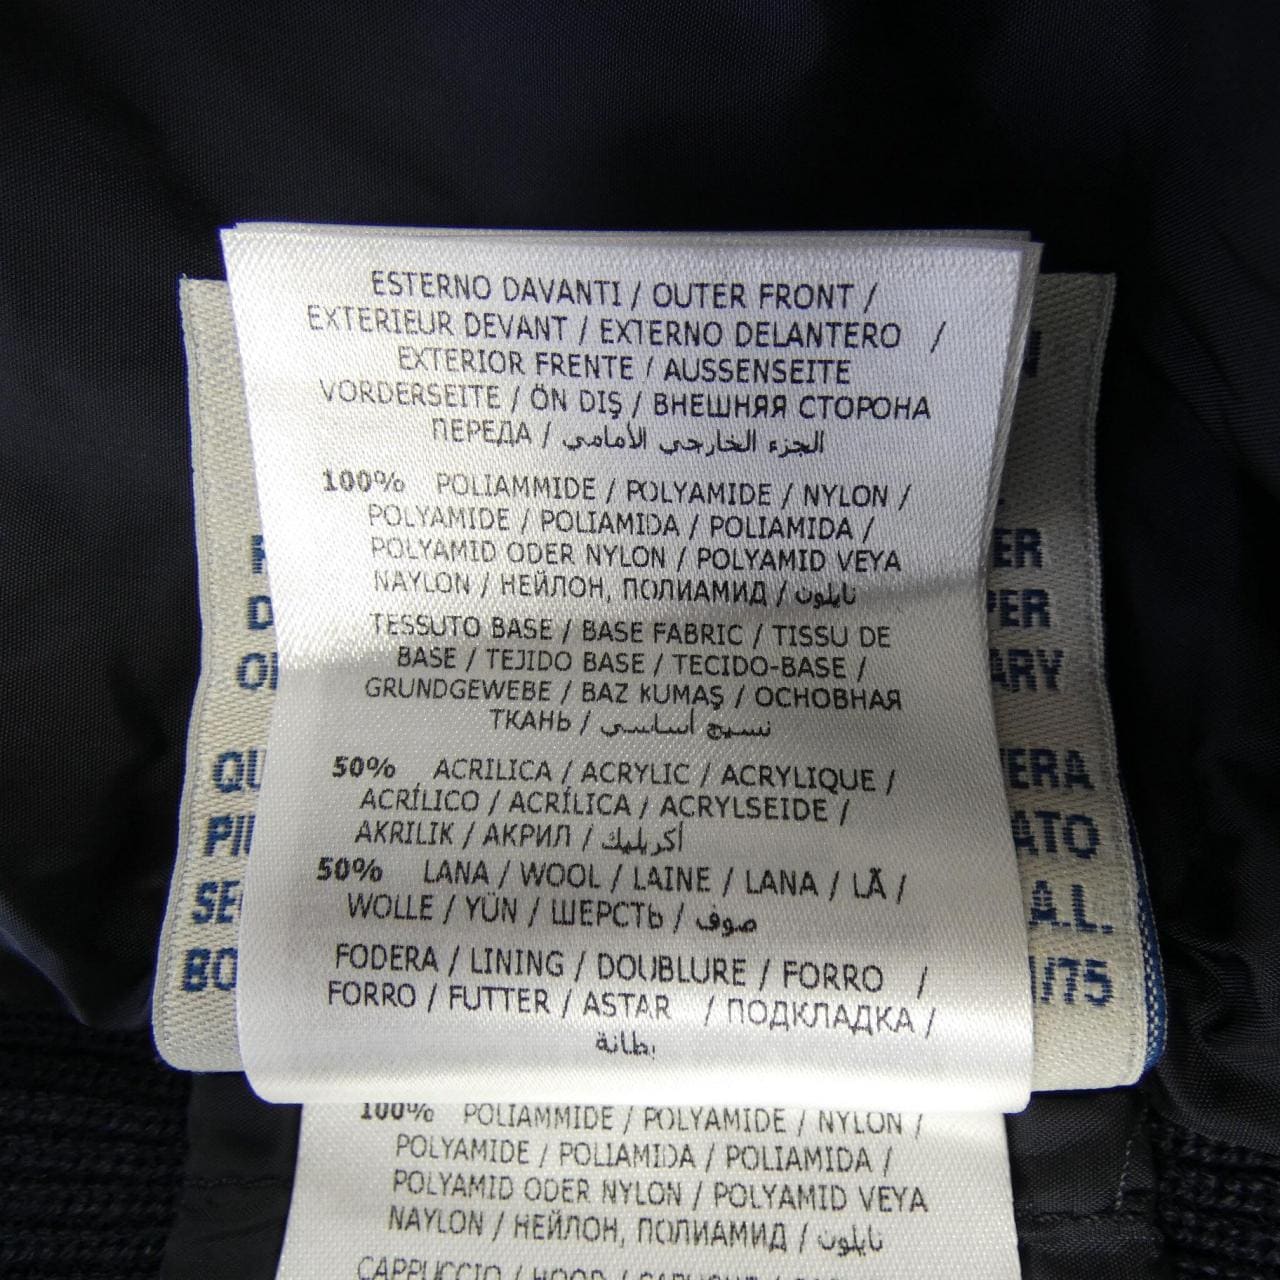 ESTERNO DAVANTI / OUTER FRONT /
EXTERIEUR DEVANT / EXTERNO DELANTERO /
EXTERIOR FRENTE / AUSSENSEITE
VORDERSEITE / ÖN DIŞ / ВНЕШНЯЯ СТОРОНА
ПЕРЕДА / الجزء الخارجي الأمامي
100% POLIAMMIDE / POLYAMIDE / NYLON /
POLYAMIDE / POLIAMIDA / POLIAMIDA /
POLYAMID ODER NYLON / POLYAMID VEYA
NAYLON / НЕЙЛОН, ПОЛИАМИД / نايلون
TESSUTO BASE / BASE FABRIC / TISSU DE
BASE / TEJIDO BASE / TECIDO-BASE /
GRUNDGEWEBE / BAZ KUMAŞ / ОСНОВНАЯ
ТКАНЬ / نسيج أساسي
50% ACRILICA / ACRYLIC / ACRYLIQUE /
ACRÍLICO / ACRÍLICA / ACRYLSEIDE /
AKRILIK / АКРИЛ / أكريليك
50% LANA / WOOL / LAINE / LANA / LÃ /
WOLLE / YÜN / ШЕРСТЬ / صوف
FODERA / LINING / DOUBLURE / FORRO /
FORRO / FUTTER / ASTAR / ПОДКЛАДКА /
بطانة
100% POLIAMMIDE / POLYAMIDE / NYLON /
POLYAMIDE / POLIAMIDA / POLIAMIDA /
POLYAMID ODER NYLON / POLYAMID VEYA
NAYLON / НЕЙЛОН, ПОЛИАМИД / نايلون
CAPPUCCIO / HOOD /